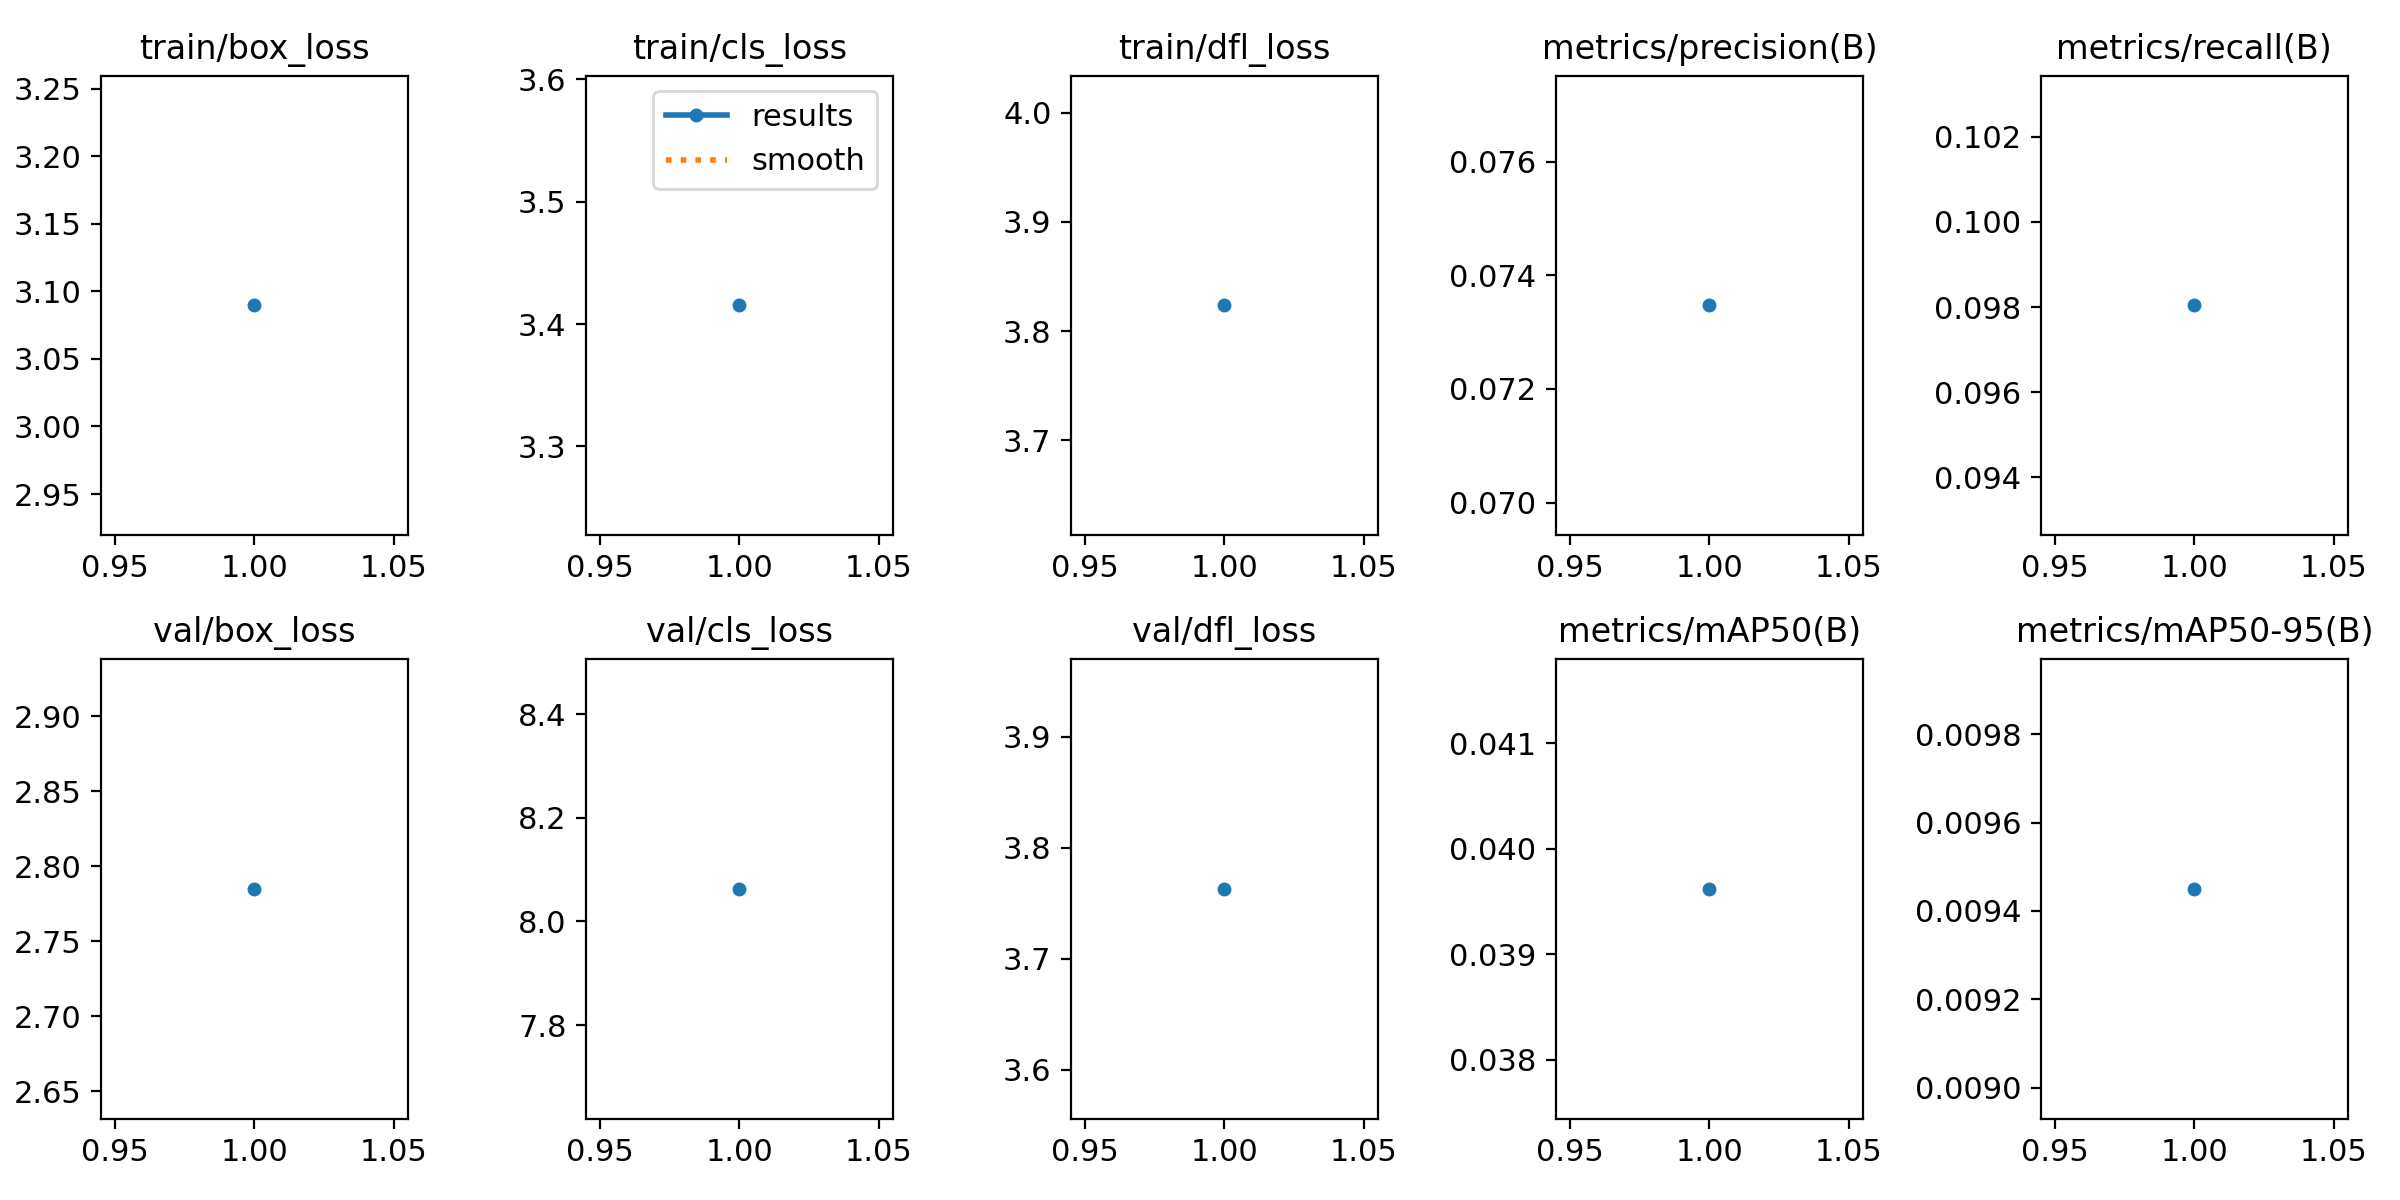 train/box_loss
3.25
3.20
3.15
3.10
3.05
3.00
2.95
0.95 1.00 1.05
train/cls_loss
results
smooth
3.6
3.5
3.4
3.3
0.95 1.00 1.05
train/dfl_loss
4.0
3.9
3.8
3.7
0.95 1.00 1.05
metrics/precision(B)
0.076
0.074
0.072
0.070
0.95 1.00 1.05
metrics/recall(B)
0.102
0.100
0.098
0.096
0.094
0.95 1.00 1.05
val/box_loss
2.90
2.85
2.80
2.75
2.70
2.65
0.95 1.00 1.05
val/cls_loss
8.4
8.2
8.0
7.8
0.95 1.00 1.05
val/dfl_loss
3.9
3.8
3.7
3.6
0.95 1.00 1.05
metrics/mAP50(B)
0.041
0.040
0.039
0.038
0.95 1.00 1.05
metrics/mAP50-95(B)
0.0098
0.0096
0.0094
0.0092
0.0090
0.95 1.00 1.05